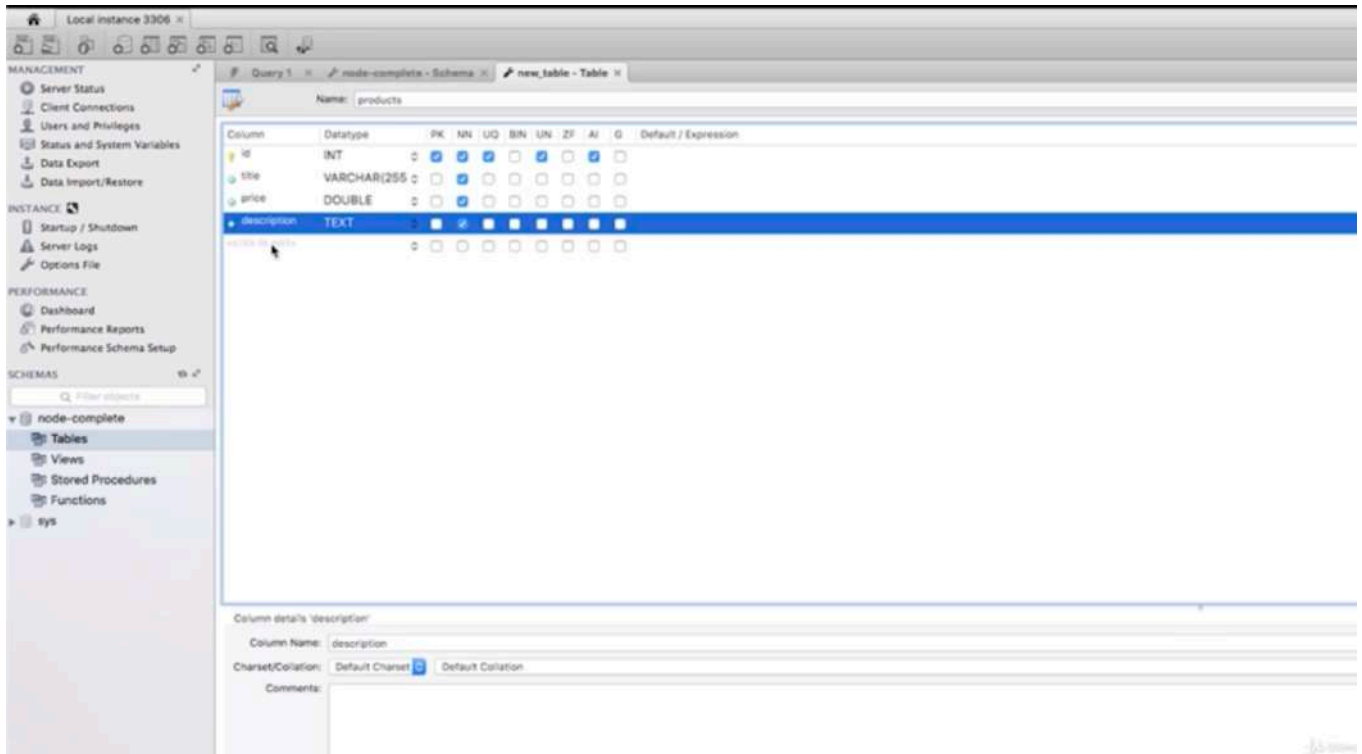 Local instance 3306
MANAGEMENT
Server Status
Client Connections
Users and Privileges
Status and System Variables
Data Export
Data Import/Restore
INSTANCE
Startup / Shutdown
Server Logs
Options File
PERFORMANCE
Dashboard
Performance Reports
Performance Schema Setup
SCHEMAS
Filter objects
node-complete
Tables
Views
Stored Procedures
Functions
sys
Query 1 node-complete - Schema new_table - Table
Name: products
Column Datatype PK NN UQ BIN UN ZF AI G Default / Expression
id INT
title VARCHAR(255
price DOUBLE
description TEXT
Column details 'description'
Column Name: description
Charset/Collation: Default Charset Default Collation
Comments: